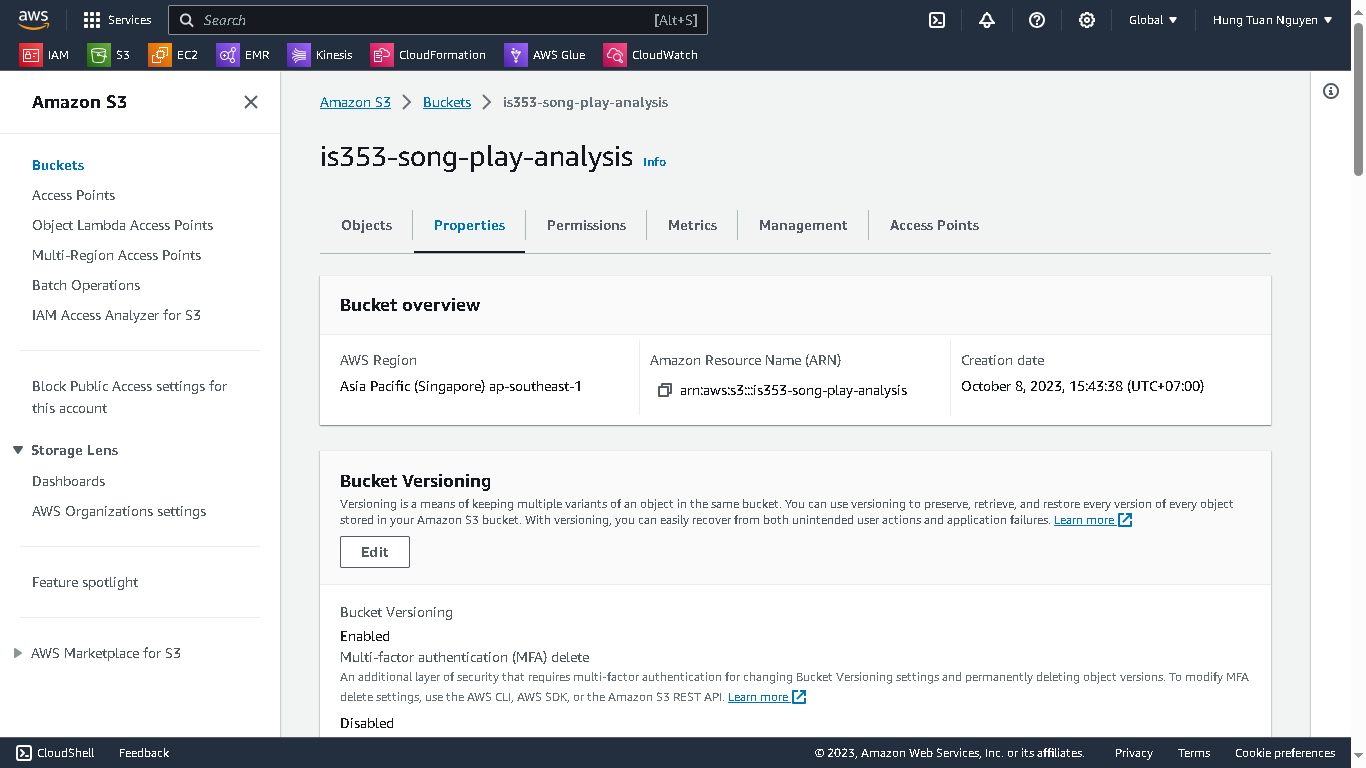 aws
Services
Search
[Alt+S]
Global
Hung Tuan Nguyen
IAM
S3
EC2
EMR
Kinesis
CloudFormation
AWS Glue
CloudWatch
Amazon S3
Buckets
Access Points
Object Lambda Access Points
Multi-Region Access Points
Batch Operations
IAM Access Analyzer for S3
Block Public Access settings for
this account
Storage Lens
Dashboards
AWS Organizations settings
Feature spotlight
AWS Marketplace for S3
Amazon S3
Buckets
is353-song-play-analysis
is353-song-play-analysis Info
Objects
Properties
Permissions
Metrics
Management
Access Points
Bucket overview
AWS Region
Asia Pacific (Singapore) ap-southeast-1
Amazon Resource Name (ARN)
arn:aws:s3:::is353-song-play-analysis
Creation date
October 8, 2023, 15:43:38 (UTC+07:00)
Bucket Versioning
Versioning is a means of keeping multiple variants of an object in the same bucket. You can use versioning to preserve, retrieve, and restore every version of every object
stored in your Amazon S3 bucket. With versioning, you can easily recover from both unintended user actions and application failures. Learn more
Edit
Bucket Versioning
Enabled
Multi-factor authentication (MFA) delete
An additional layer of security that requires multi-factor authentication for changing Bucket Versioning settings and permanently deleting object versions. To modify MFA
delete settings, use the AWS CLI, AWS SDK, or the Amazon S3 REST API. Learn more
Disabled
CloudShell
Feedback
© 2023, Amazon Web Services, Inc. or its affiliates.
Privacy
Terms
Cookie preferences